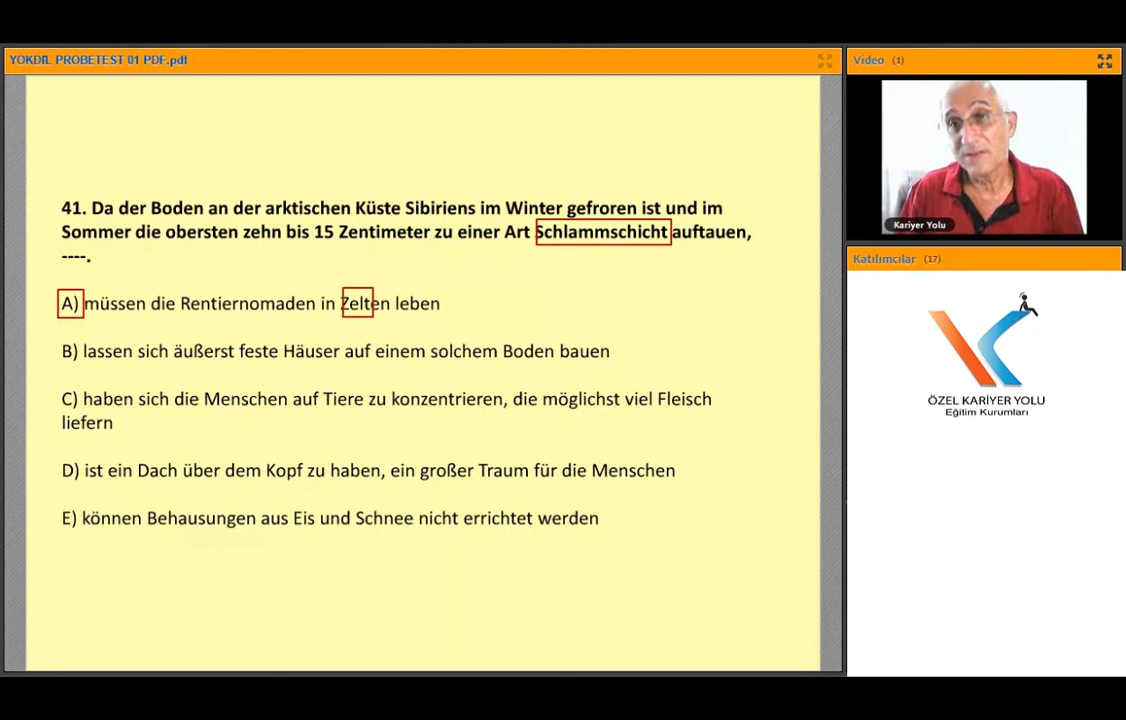 YOKDIL PROBETEST 01 PDF.pdf
Video (1)
Kariyer Yolu
Katılımcılar (17)
ÖZEL KARİYER YOLU
Eğitim Kurumları
41. Da der Boden an der arktischen Küste Sibiriens im Winter gefroren ist und im
Sommer die obersten zehn bis 15 Zentimeter zu einer Art Schlammschicht auftauen,
----.
A) müssen die Rentiernomaden in Zelten leben
B) lassen sich äußerst feste Häuser auf einem solchem Boden bauen
C) haben sich die Menschen auf Tiere zu konzentrieren, die möglichst viel Fleisch
liefern
D) ist ein Dach über dem Kopf zu haben, ein großer Traum für die Menschen
E) können Behausungen aus Eis und Schnee nicht errichtet werden